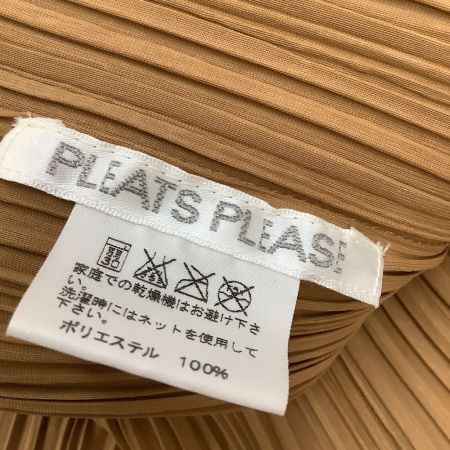 PLEATS PLEASE
家庭での乾燥機はお避け下さ
い。
洗濯時にはネットを使用して
下さい。
ポリエステル 100%